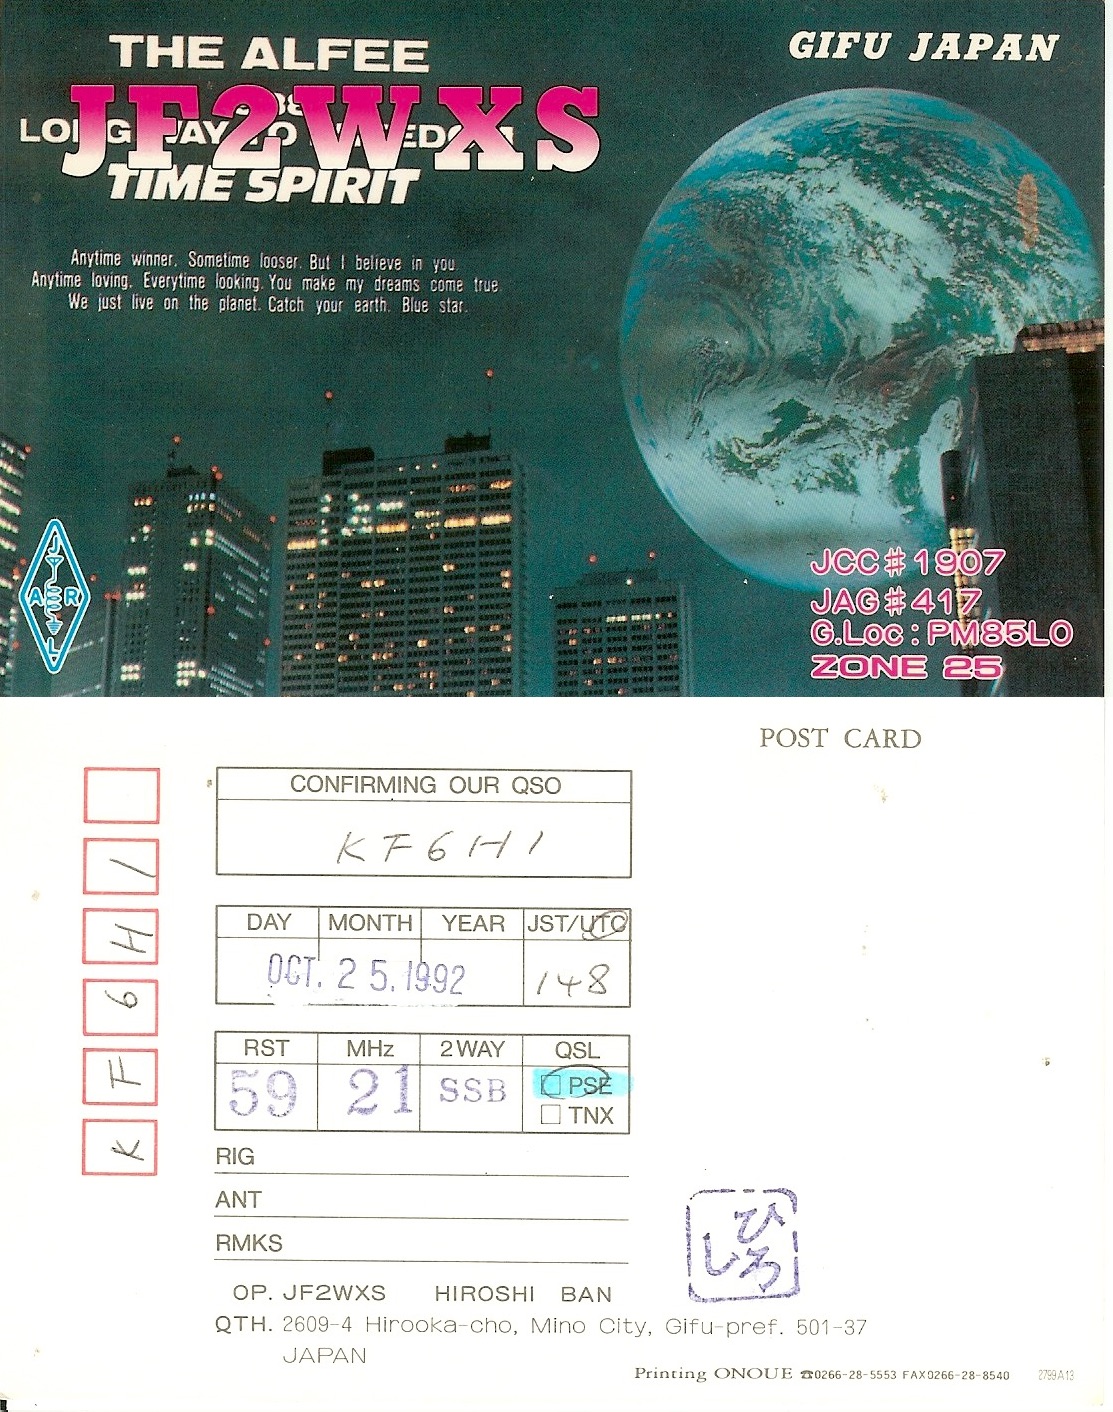 THE ALFEE
GIFU JAPAN
JF2WXS
TIME SPIRIT
Anytime winner. Sometime looser. But I believe in you
Anytime loving. Everytime looking. You make my dreams come true
We just live on the planet. Catch your earth. Blue star.
J
A R
L
JCC#1907
JAG#417
G.Loc:PM85LO
ZONE 25
POST CARD
CONFIRMING OUR QSO
KF6HI
DAY MONTH YEAR JST/UTC
OCT. 25. 1992 148
RST MHz 2WAY QSL
59 21 SSB PSE
TNX
KF6HI
RIG
ANT
RMKS
ひろし
OP. JF2WXS HIROSHI BAN
QTH. 2609-4 Hirooka-cho, Mino City, Gifu-pref. 501-37
JAPAN
Printing ONOUE ☎0266-28-5553 FAX0266-28-8540 2799A13